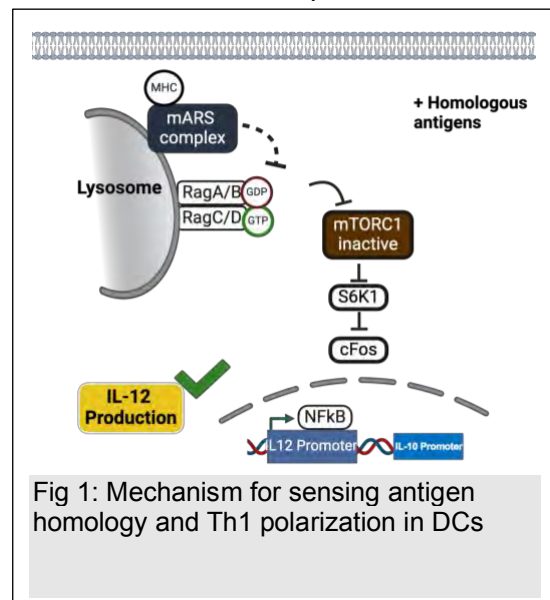 MHC
mARS
complex
+ Homologous
antigens
Lysosome
RagA/B GDP
RagC/D GTP
mTORC1
inactive
S6K1
cFos
IL-12
Production
NFkB
L12 Promoter
IL-10 Promoter
Fig 1: Mechanism for sensing antigen
homology and Th1 polarization in DCs